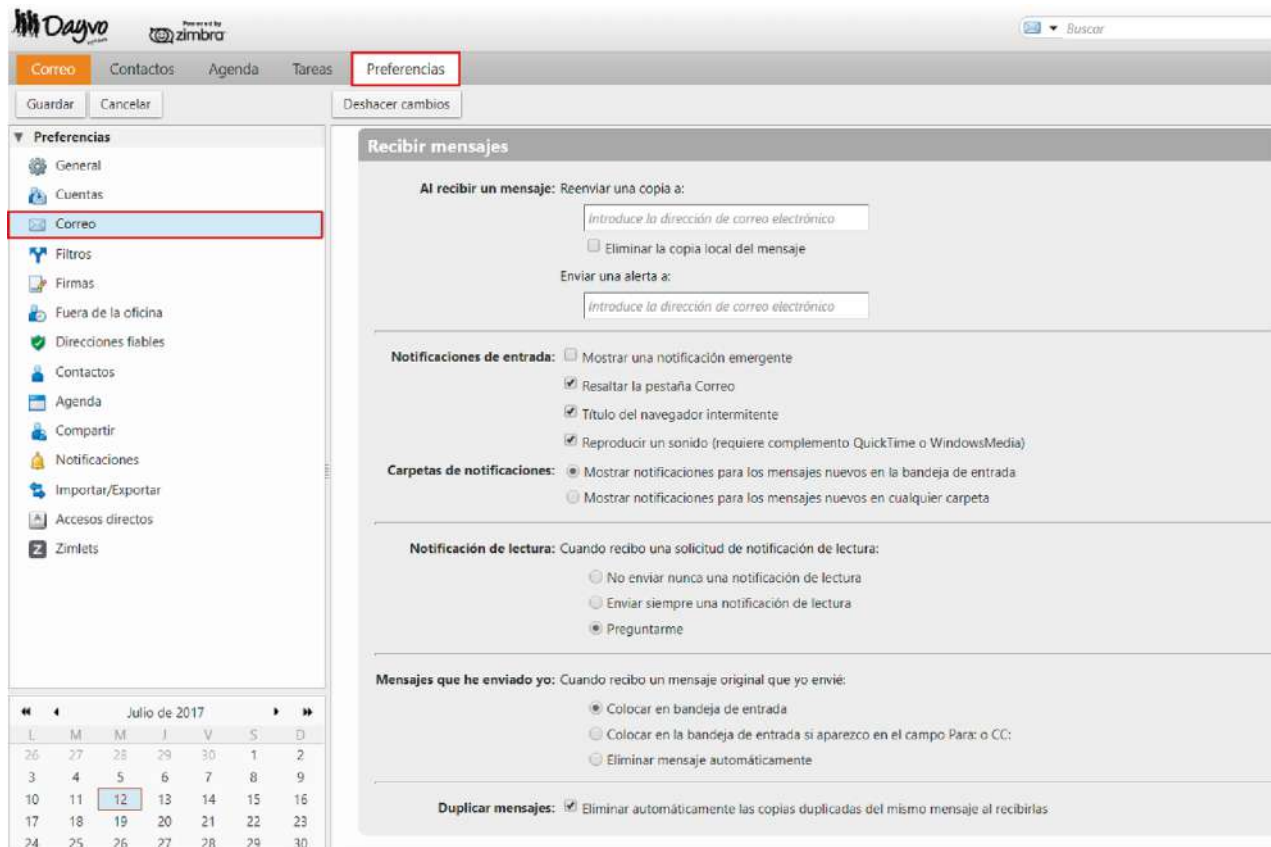 Dayvo
Powered by
zimbra
Buscar
Correo Contactos Agenda Tareas Preferencias
Guardar Cancelar Deshacer cambios
Preferencias
General
Cuentas
Correo
Filtros
Firmas
Fuera de la oficina
Direcciones fiables
Contactos
Agenda
Compartir
Notificaciones
Importar/Exportar
Accesos directos
Zimlets
Julio de 2017
L M M J V S D
26 27 28 29 30 1 2
3 4 5 6 7 8 9
10 11 12 13 14 15 16
17 18 19 20 21 22 23
24 25 26 27 28 29 30
Recibir mensajes
Al recibir un mensaje: Reenviar una copia a:
Introduce la dirección de correo electrónico
Eliminar la copia local del mensaje
Enviar una alerta a:
Introduce la dirección de correo electrónico
Notificaciones de entrada: Mostrar una notificación emergente
Resaltar la pestaña Correo
Título del navegador intermitente
Reproducir un sonido (requiere complemento QuickTime o WindowsMedia)
Carpetas de notificaciones: Mostrar notificaciones para los mensajes nuevos en la bandeja de entrada
Mostrar notificaciones para los mensajes nuevos en cualquier carpeta
Notificación de lectura: Cuando recibo una solicitud de notificación de lectura:
No enviar nunca una notificación de lectura
Enviar siempre una notificación de lectura
Preguntarme
Mensajes que he enviado yo: Cuando recibo un mensaje original que yo envié:
Colocar en bandeja de entrada
Colocar en la bandeja de entrada si aparezco en el campo Para: o CC:
Eliminar mensaje automáticamente
Duplicar mensajes: Eliminar automáticamente las copias duplicadas del mismo mensaje al recibirlas